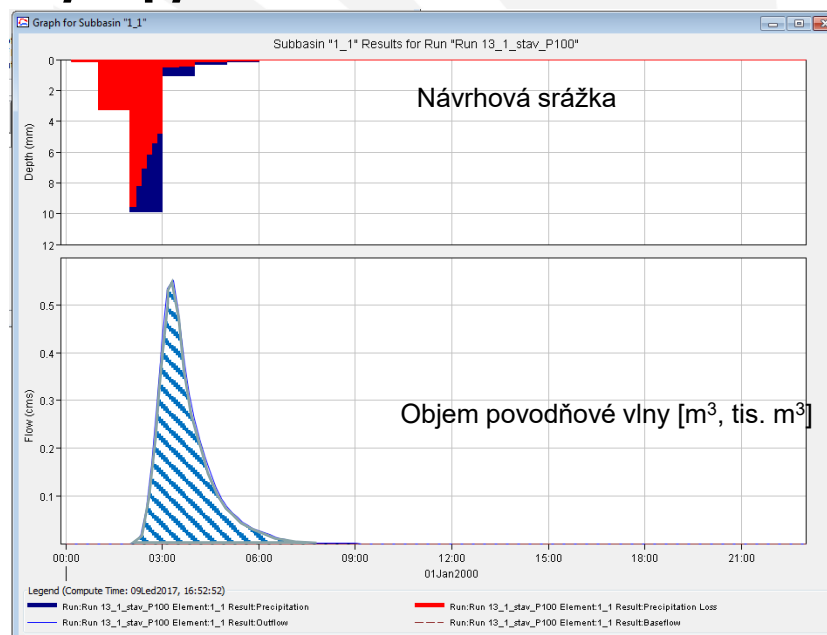 Graph for Subbasin "1_1"
Subbasin "1_1" Results for Run "Run 13_1_stav_P100"
Návrhová srážka
Depth (mm)
0
2
4
6
8
10
12
Objem povodňové vlny [m³, tis. m³]
Flow (cms)
0.5
0.4
0.3
0.2
0.1
00:00 03:00 06:00 09:00 12:00 15:00 18:00 21:00
01Jan2000
Legend (Compute Time: 09Led2017, 16:52:52)
Run:Run 13_1_stav_P100 Element:1_1 Result:Precipitation
Run:Run 13_1_stav_P100 Element:1_1 Result:Precipitation Loss
Run:Run 13_1_stav_P100 Element:1_1 Result:Outflow
Run:Run 13_1_stav_P100 Element:1_1 Result:Baseflow